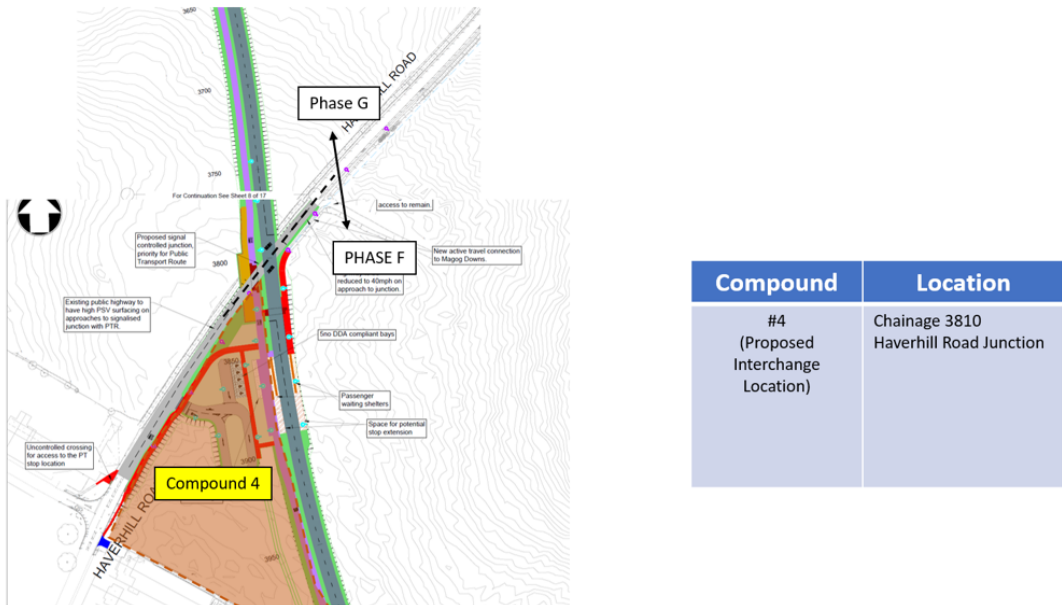 3650
HAVERHILL ROAD
Phase G
3700
3750
For Continuation See Sheet 8 of 17
access to remain.
Proposed signal
controlled junction,
priority for Public
Transport Route
PHASE F
New active travel connection
to Magog Downs.
3800
reduced to 40mph on
approach to junction.
Existing public highway to
have high PSV surfacing on
approaches to signalised
junction with PTR.
5no DDA compliant bays
3850
Passenger
waiting shelters
Space for potential
stop extension
Uncontrolled crossing
for access to the PT
stop location
3900
Compound 4
HAVERHILL ROAD
3950
Compound
Location
#4
(Proposed
Interchange
Location)
Chainage 3810
Haverhill Road Junction